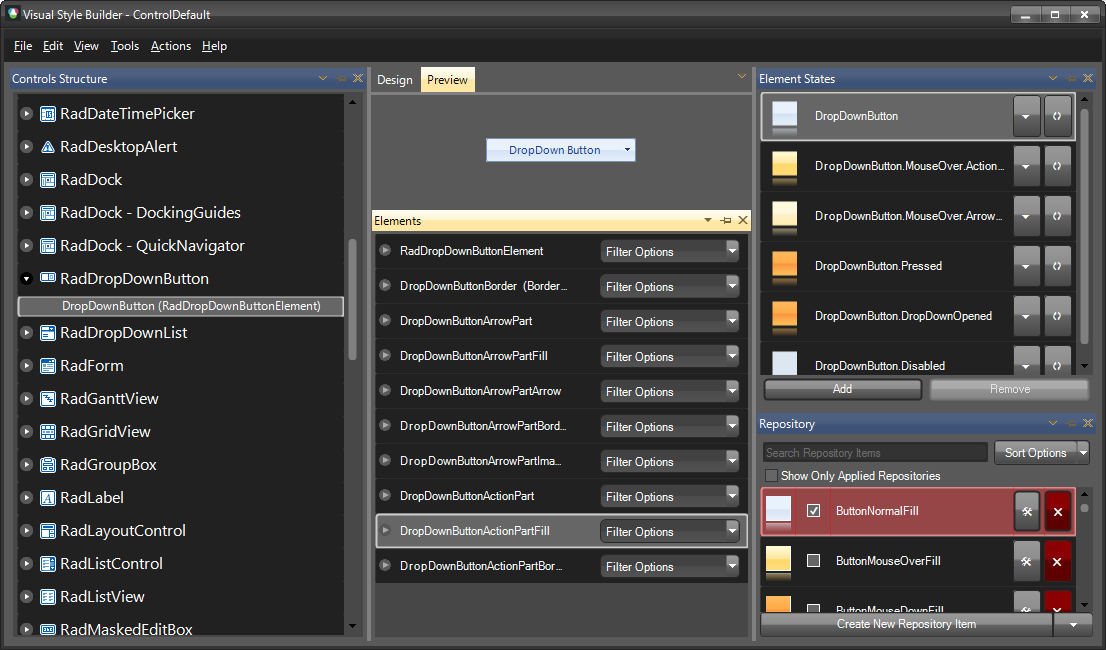 Visual Style Builder - ControlDefault
File Edit View Tools Actions Help
Controls Structure
RadDateTimePicker
RadDesktopAlert
RadDock
RadDock - DockingGuides
RadDock - QuickNavigator
RadDropDownButton
DropDownButton (RadDropDownButtonElement)
RadDropDownList
RadForm
RadGanttView
RadGridView
RadGroupBox
RadLabel
RadLayoutControl
RadListControl
RadListView
RadMaskedEditBox
Design Preview
DropDown Button
Elements
RadDropDownButtonElement Filter Options
DropDownButtonBorder (Border... Filter Options
DropDownButtonArrowPart Filter Options
DropDownButtonArrowPartFill Filter Options
DropDownButtonArrowPartArrow Filter Options
DropDownButtonArrowPartBord... Filter Options
DropDownButtonArrowPartIma... Filter Options
DropDownButtonActionPart Filter Options
DropDownButtonActionPartFill Filter Options
DropDownButtonActionPartBor... Filter Options
Element States
DropDownButton
DropDownButton.MouseOver.Action...
DropDownButton.MouseOver.Arrow...
DropDownButton.Pressed
DropDownButton.DropDownOpened
DropDownButton.Disabled
Add Remove
Repository
Search Repository Items Sort Options
Show Only Applied Repositories
ButtonNormalFill
ButtonMouseOverFill
ButtonMouseDownFill
Create New Repository Item